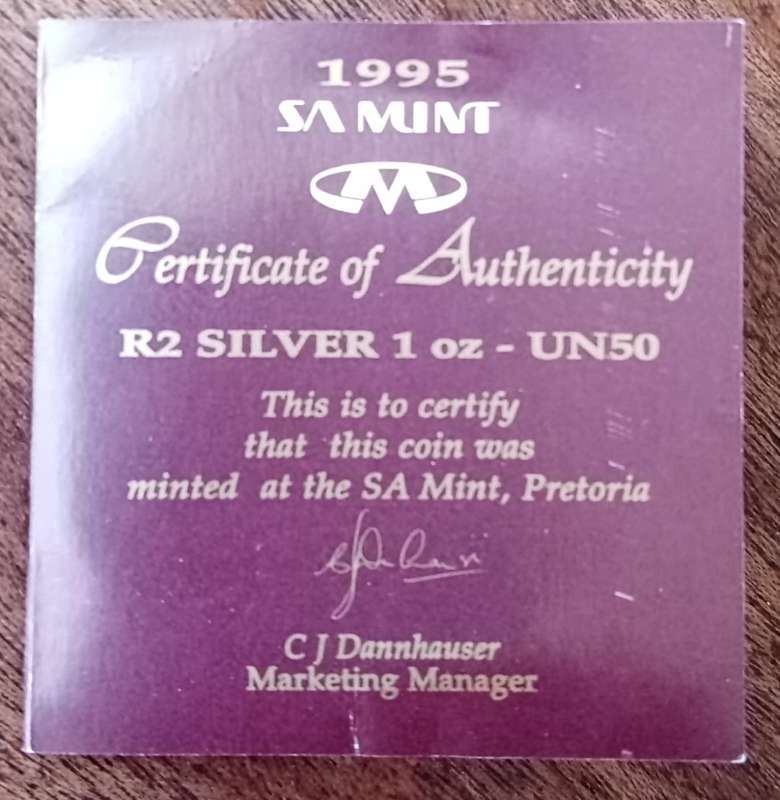 1995
SA MINT
Certificate of Authenticity
R2 SILVER 1 oz - UN50
This is to certify
that this coin was
minted at the SA Mint, Pretoria
C J Dannhauser
Marketing Manager